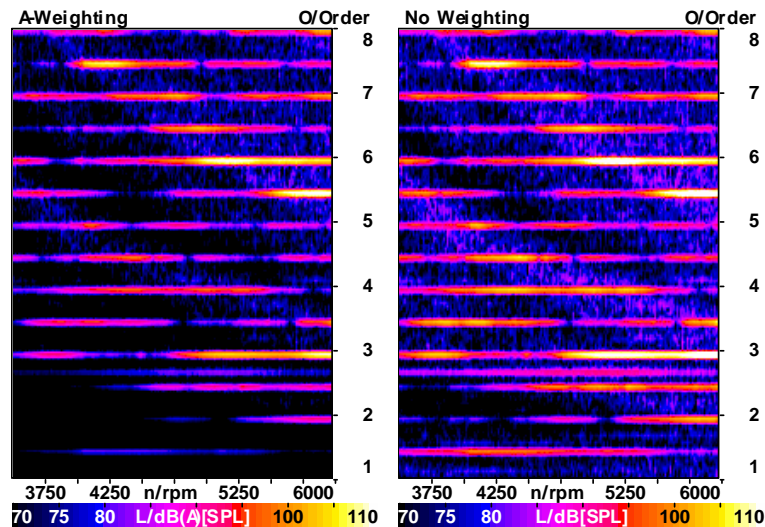 A-Weighting O/Order No Weighting O/Order
8 8
7 7
6 6
5 5
4 4
3 3
2 2
1 1
3750 4250 n/rpm 5250 6000 3750 4250 n/rpm 5250 6000
70 75 80 L/dB(A)[SPL] 100 110 70 75 80 L/dB[SPL] 100 110